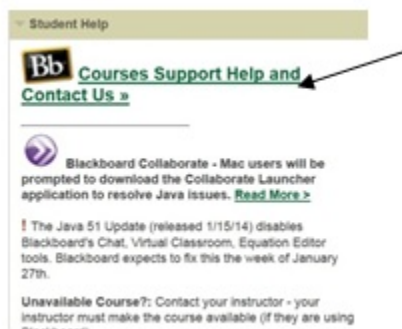 Student Help
Bb Courses Support Help and
Contact Us »
Blackboard Collaborate - Mac users will be
prompted to download the Collaborate Launcher
application to resolve Java issues. Read More >
! The Java 51 Update (released 1/15/14) disables
Blackboard's Chat, Virtual Classroom, Equation Editor
tools. Blackboard expects to fix this the week of January
27th.
Unavailable Course?: Contact your instructor - your
instructor must make the course available (if they are using